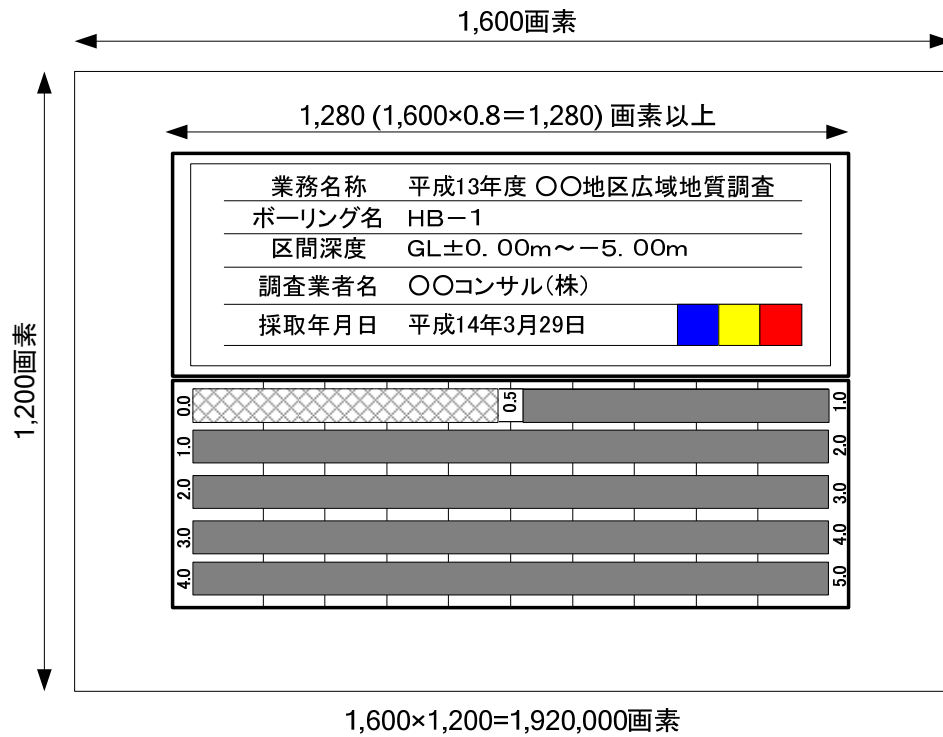 1,600画素
1,280 (1,600×0.8＝1,280) 画素以上
業務名称 平成13年度 〇〇地区広域地質調査
ボーリング名 HB－1
区間深度 GL±0．00m～－5．00m
調査業者名 〇〇コンサル（株）
採取年月日 平成14年3月29日
1,200画素
0.0 0.5 1.0
1.0 2.0
2.0 3.0
3.0 4.0
4.0 5.0
1,600×1,200=1,920,000画素